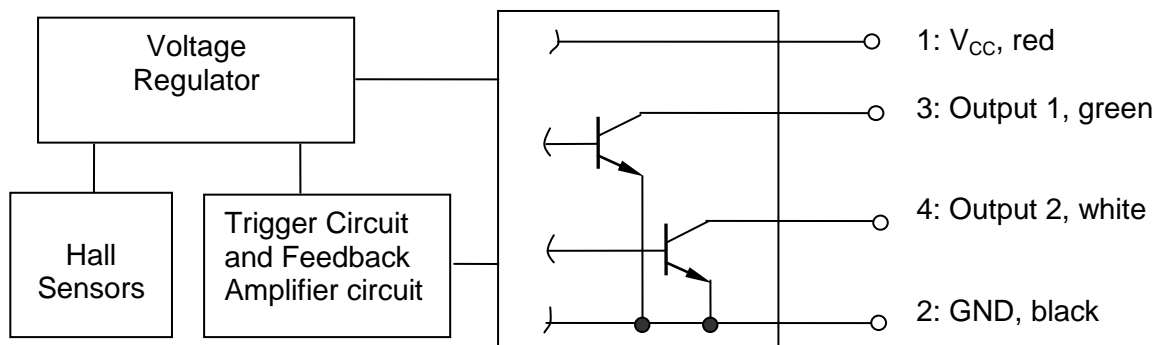 Voltage
Regulator
Hall
Sensors
Trigger Circuit
and Feedback
Amplifier circuit
1: VCC, red
3: Output 1, green
4: Output 2, white
2: GND, black